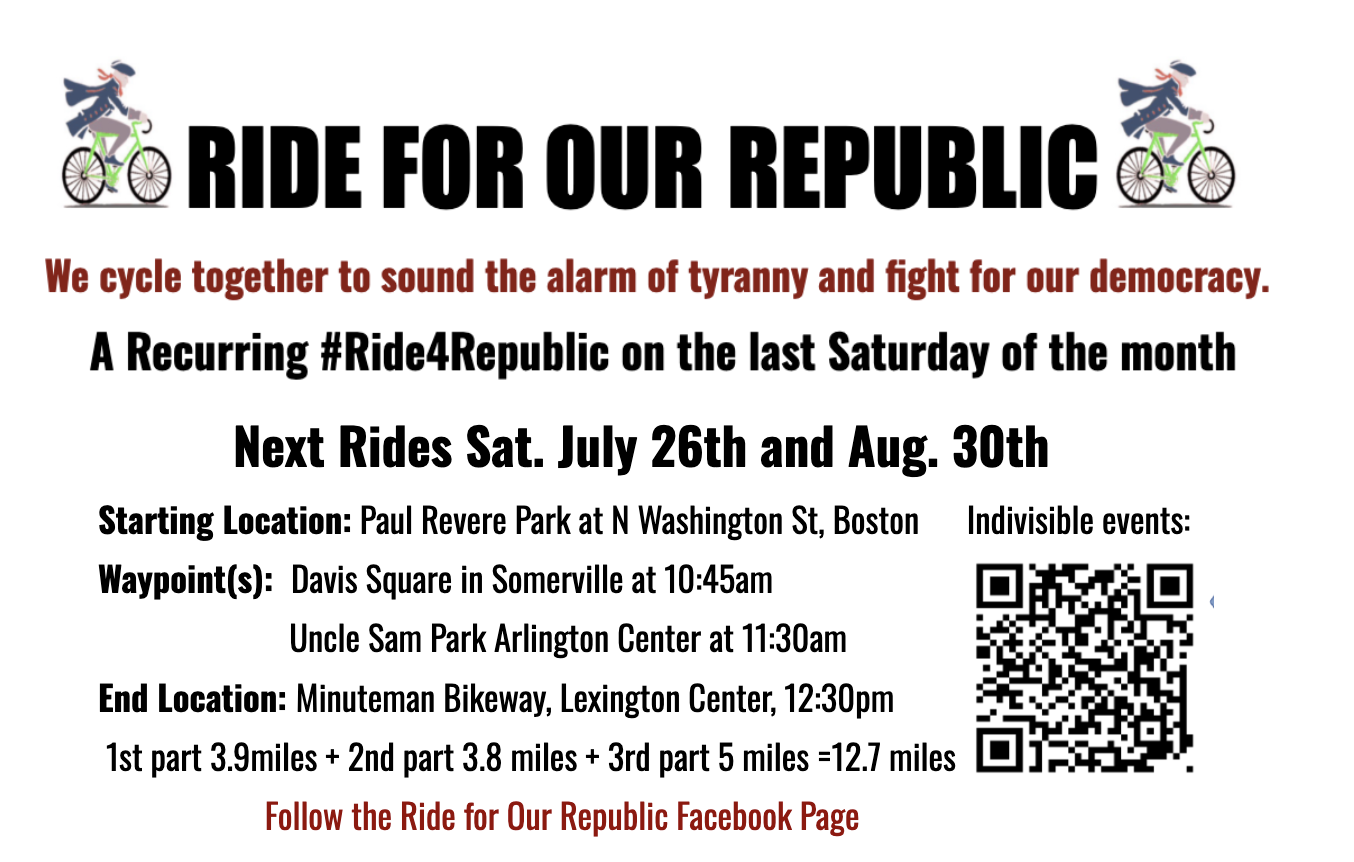 RIDE FOR OUR REPUBLIC
We cycle together to sound the alarm of tyranny and fight for our democracy.
A Recurring #Ride4Republic on the last Saturday of the month
Next Rides Sat. July 26th and Aug. 30th
Starting Location: Paul Revere Park at N Washington St, Boston
Indivisible events:
Waypoint(s): Davis Square in Somerville at 10:45am
Uncle Sam Park Arlington Center at 11:30am
End Location: Minuteman Bikeway, Lexington Center, 12:30pm
1st part 3.9miles + 2nd part 3.8 miles + 3rd part 5 miles =12.7 miles
Follow the Ride for Our Republic Facebook Page